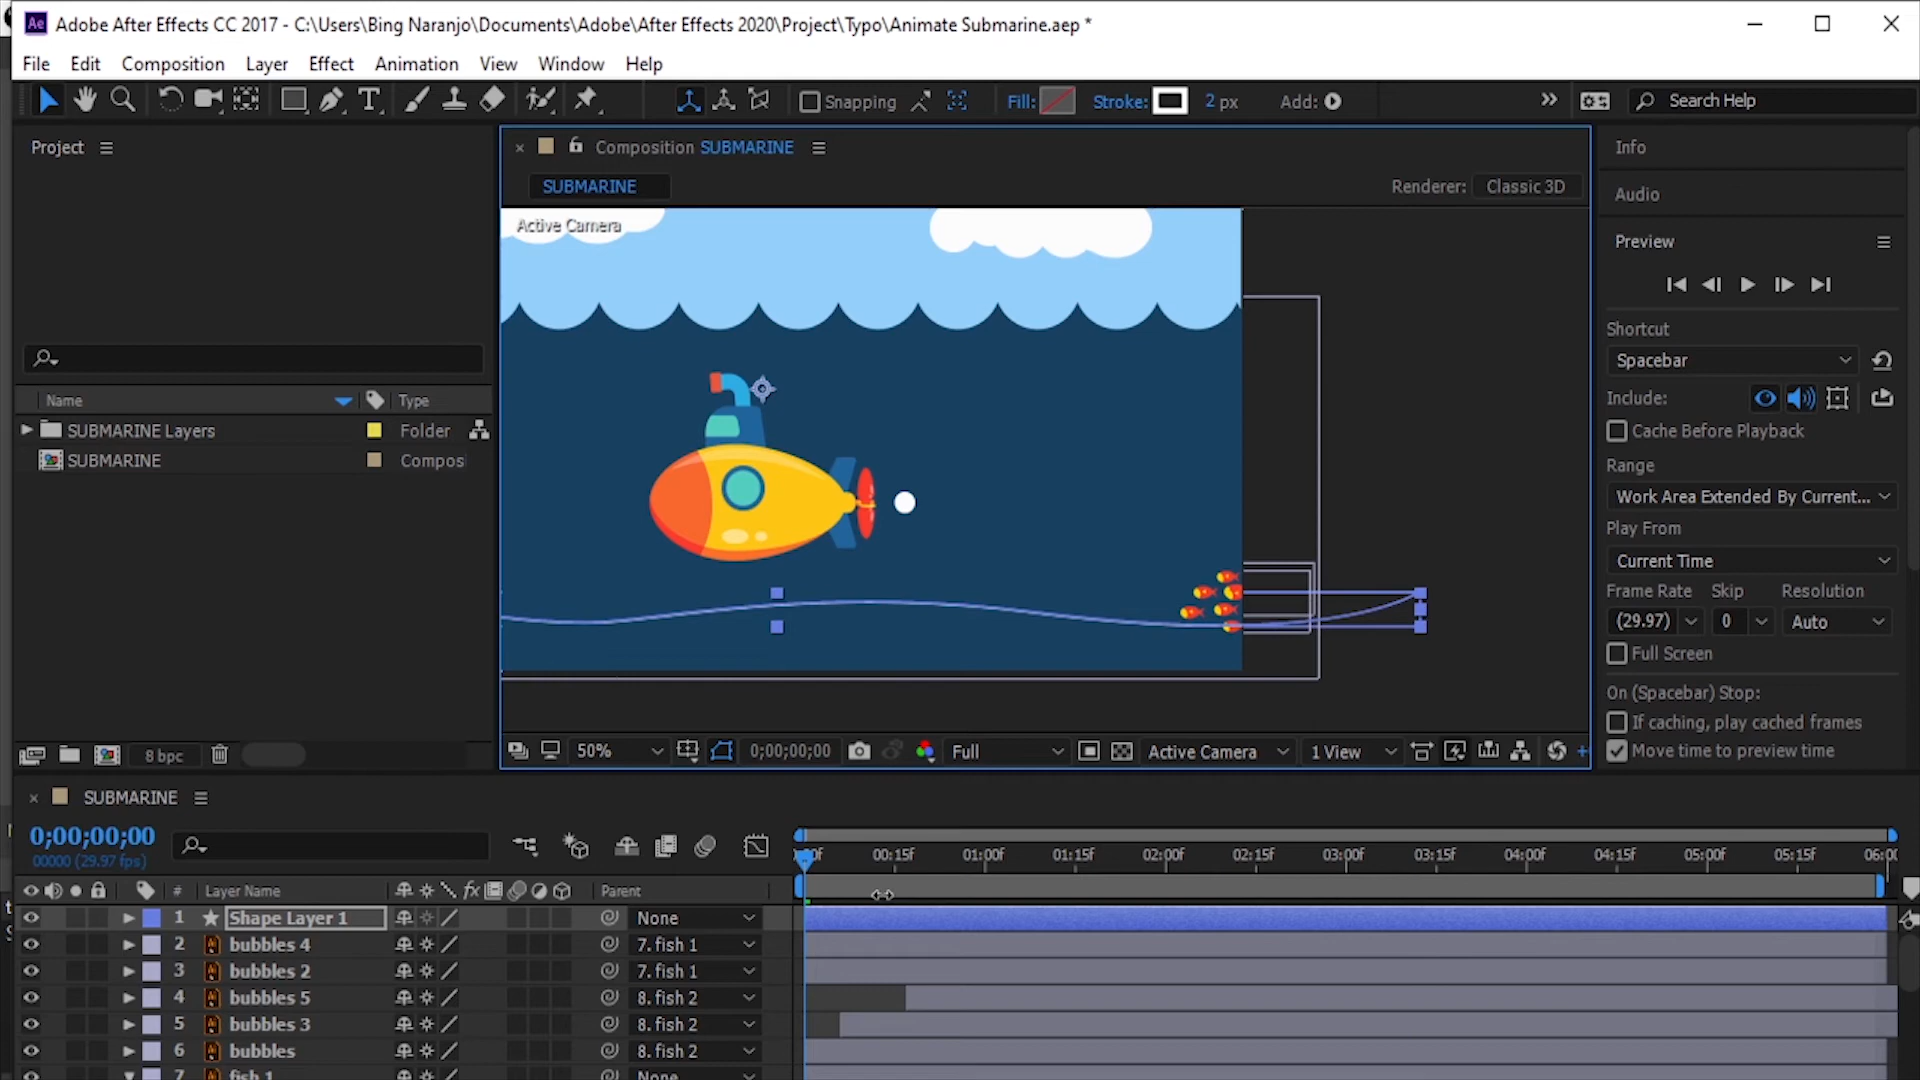 Ae Adobe After Effects CC 2017 - C:\Users\Bing Naranjo\Documents\Adobe\After Effects 2020\Project\Typo\Animate Submarine.aep *
File Edit Composition Layer Effect Animation View Window Help
T Snapping Fill: Stroke: 2 px Add: Search Help
Project
Composition SUBMARINE
SUBMARINE
Renderer: Classic 3D
Active Camera
Name Type
SUBMARINE Layers Folder
SUBMARINE Compos
8 bpc
50% 0;00;00;00 Full Active Camera 1 View
Info
Audio
Preview
Shortcut
Spacebar
Include:
Cache Before Playback
Range
Work Area Extended By Current...
Play From
Current Time
Frame Rate Skip Resolution
(29.97) 0 Auto
Full Screen
On (Spacebar) Stop:
If caching, play cached frames
Move time to preview time
SUBMARINE
0;00;00;00
00000 (29.97 fps)
00f 00:15f 01:00f 01:15f 02:00f 02:15f 03:00f 03:15f 04:00f 04:15f 05:00f 05:15f 06:00
# Layer Name fx Parent
1 Shape Layer 1 None
2 bubbles 4 7. fish 1
3 bubbles 2 7. fish 1
4 bubbles 5 8. fish 2
5 bubbles 3 8. fish 2
6 bubbles 8. fish 2
7 fish 1 None